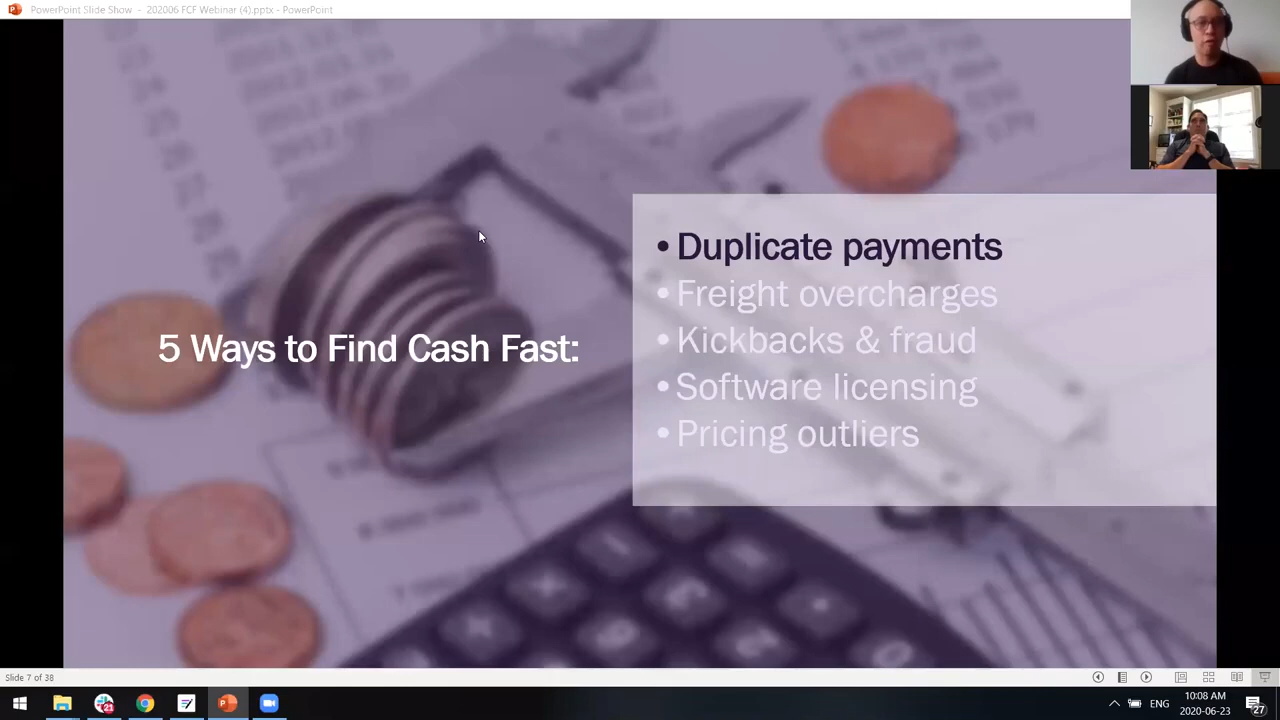 PowerPoint Slide Show - 202006 FCF Webinar (4).pptx - PowerPoint
5 Ways to Find Cash Fast:
• Duplicate payments
• Freight overcharges
• Kickbacks & fraud
• Software licensing
• Pricing outliers
Slide 7 of 38
21
ENG
10:08 AM
2020-06-23
27